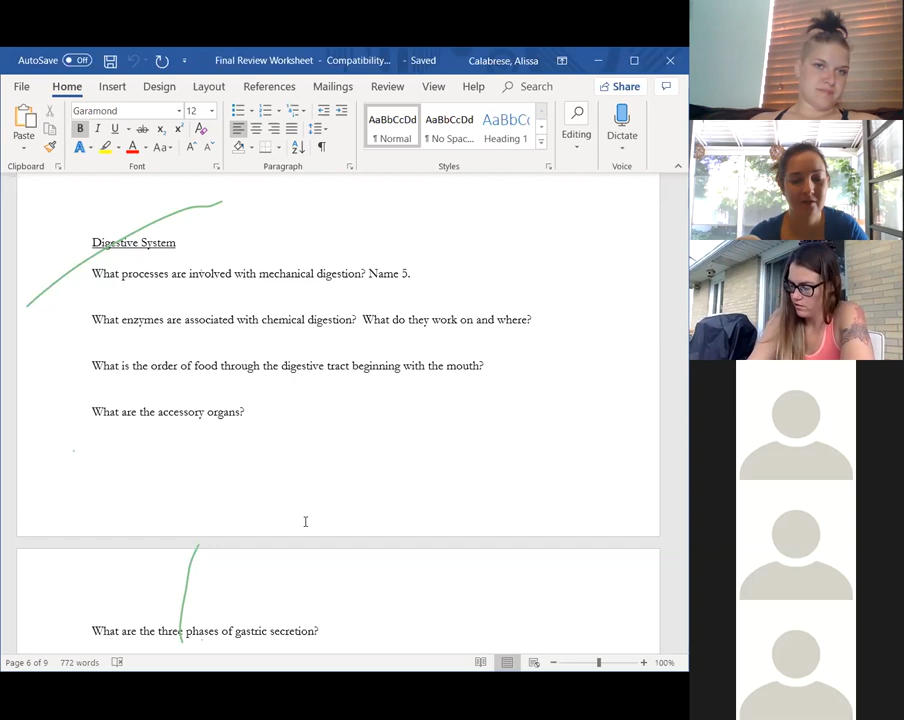 AutoSave Off Final Review Worksheet - Compatibility... - Saved Calabrese, Alissa
File Home Insert Design Layout References Mailings Review View Help Search Share
Paste Garamond 12 AaBbCcDd AaBbCcDd AaBbCc Editing Dictate
B I U ab x₂ x² A ¶ Normal ¶ No Spac... Heading 1
A A Aa A A
Clipboard Font Paragraph Styles Voice
Digestive System
What processes are involved with mechanical digestion? Name 5.
What enzymes are associated with chemical digestion? What do they work on and where?
What is the order of food through the digestive tract beginning with the mouth?
What are the accessory organs?
What are the three phases of gastric secretion?
Page 6 of 9 772 words 100%